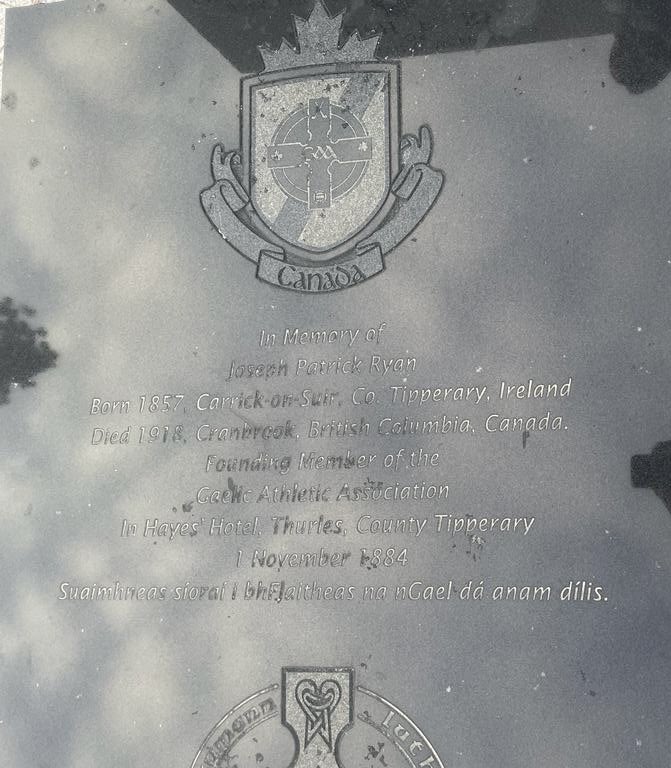 GAA
Canada
In Memory of
Joseph Patrick Ryan
Born 1857, Carrick-on-Suir, Co. Tipperary, Ireland
Died 1918, Cranbrook, British Columbia, Canada.
Founding Member of the
Gaelic Athletic Association
In Hayes' Hotel, Thurles, County Tipperary
1 November 1884
Suaimhneas síoraí i bhFlaitheas na nGael dá anam dílis.